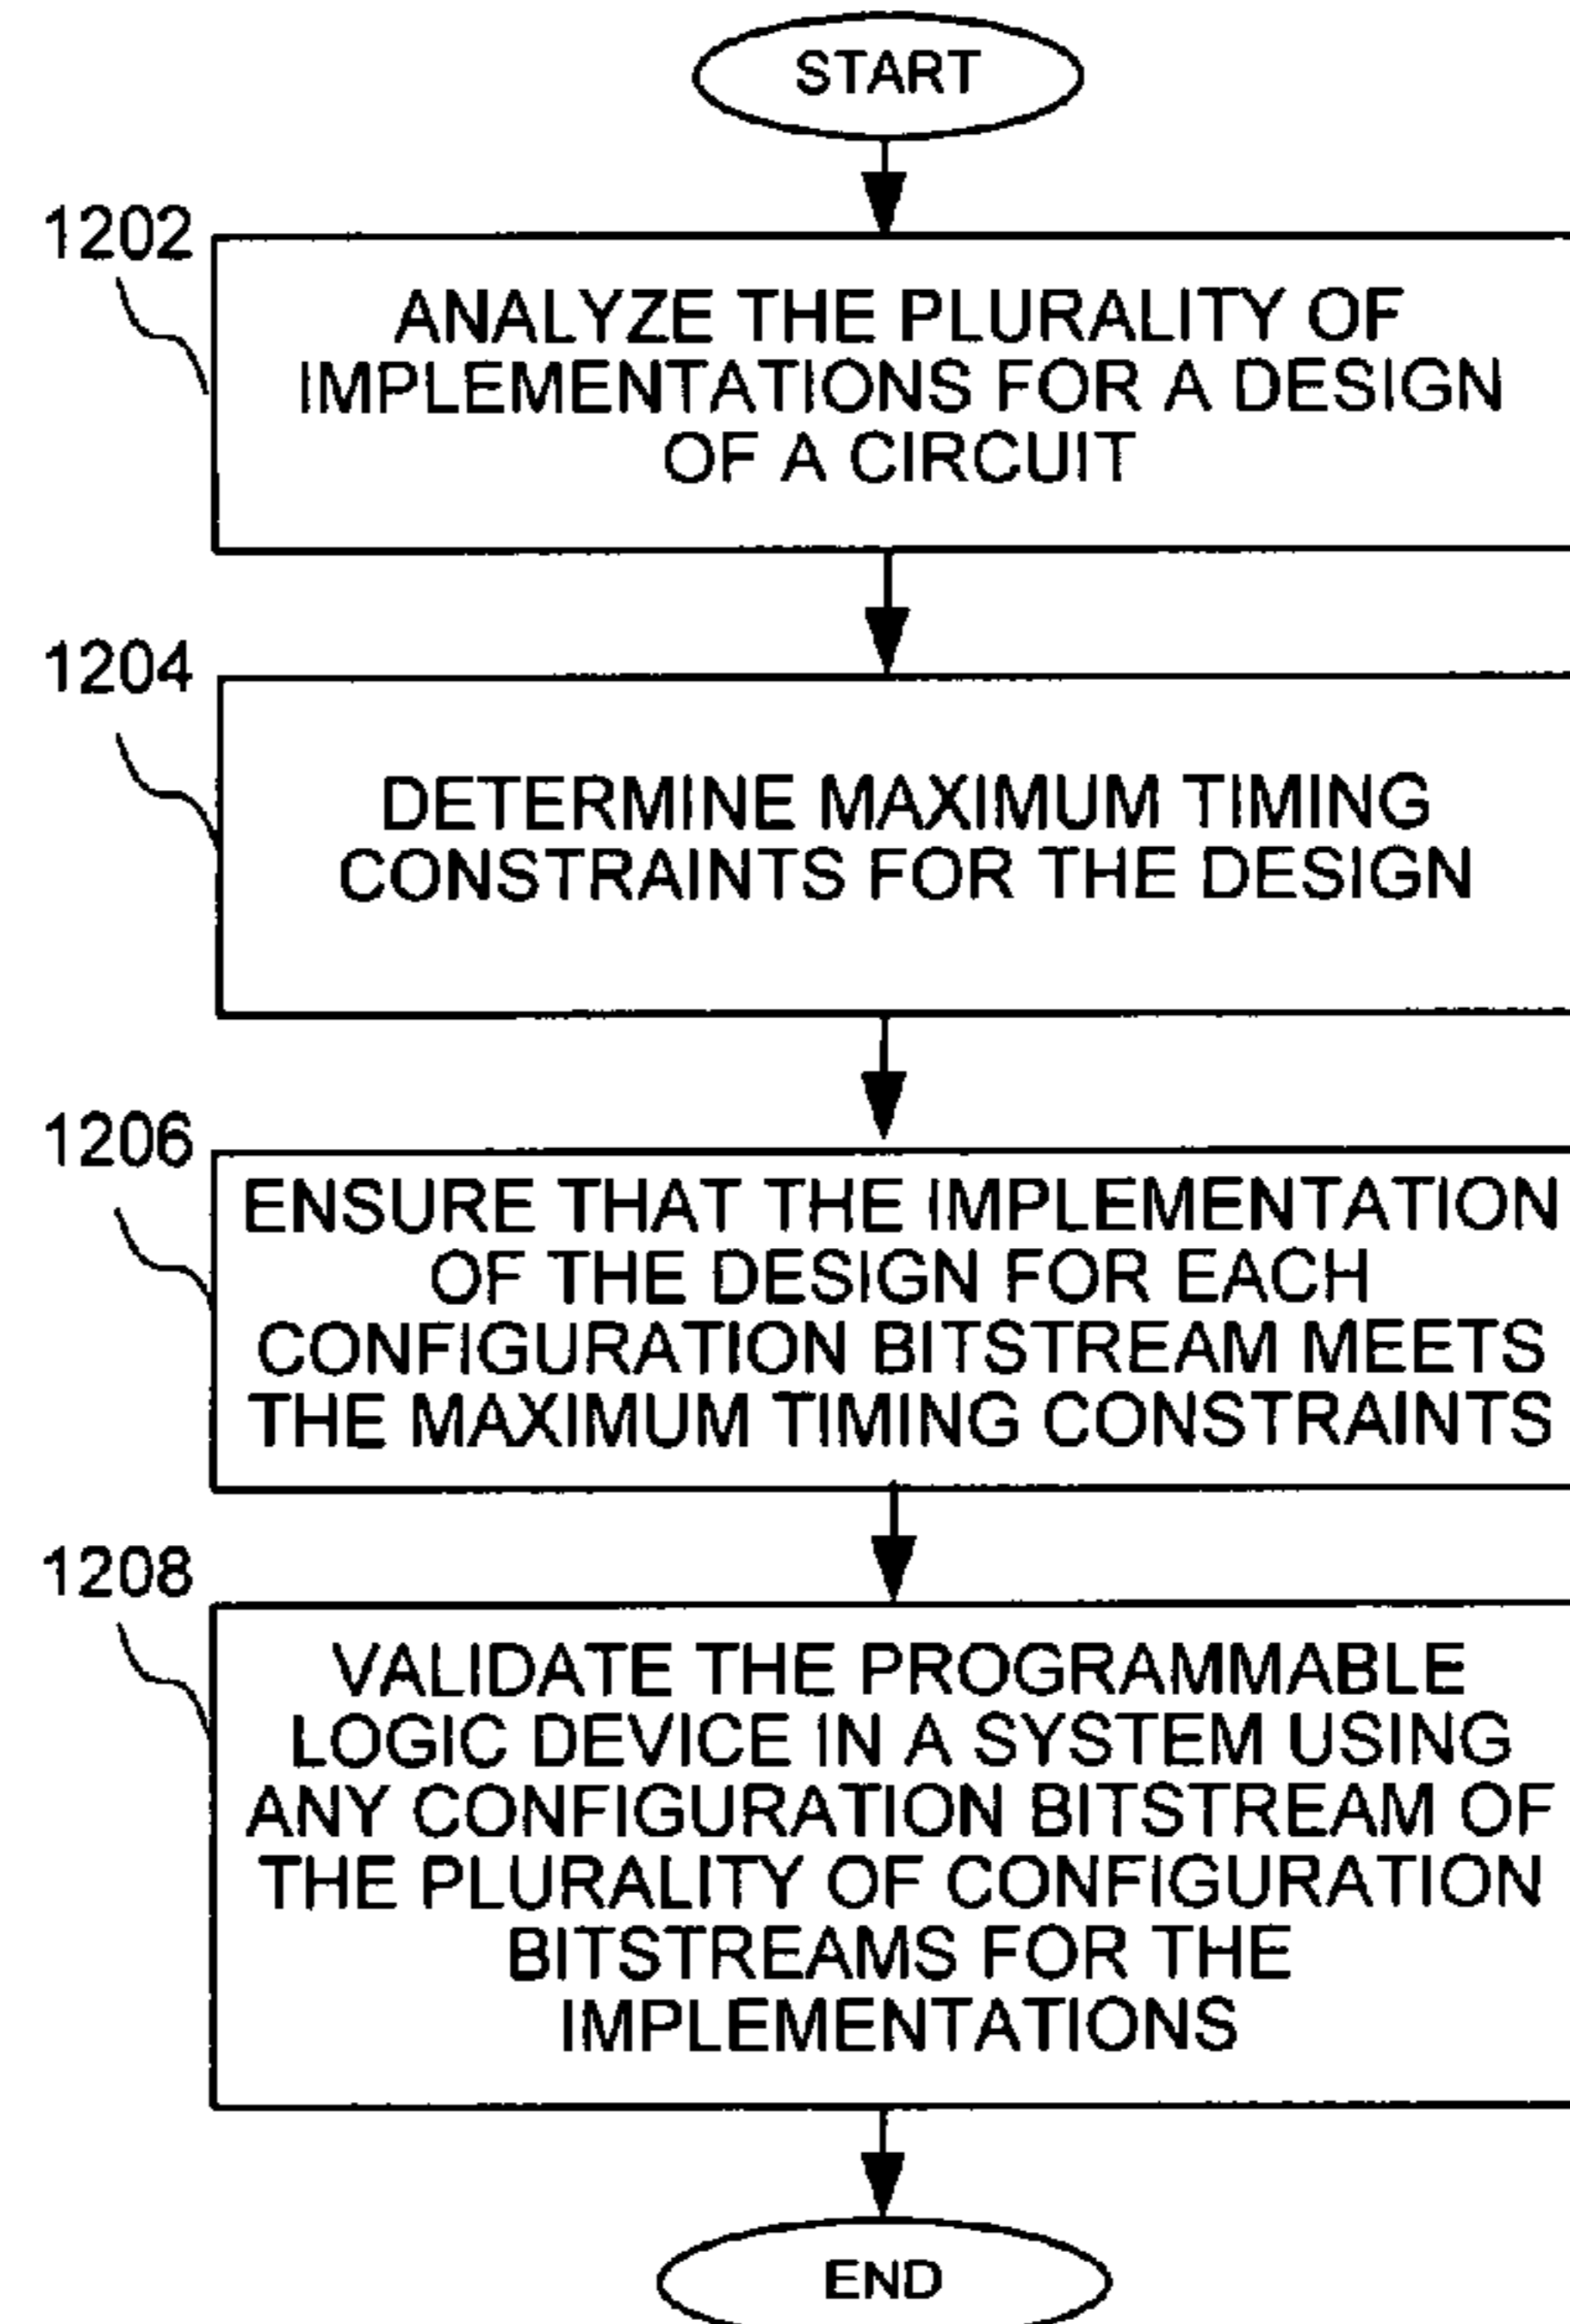 START
1202
ANALYZE THE PLURALITY OF
IMPLEMENTATIONS FOR A DESIGN
OF A CIRCUIT
1204
DETERMINE MAXIMUM TIMING
CONSTRAINTS FOR THE DESIGN
1206
ENSURE THAT THE IMPLEMENTATION
OF THE DESIGN FOR EACH
CONFIGURATION BITSTREAM MEETS
THE MAXIMUM TIMING CONSTRAINTS
1208
VALIDATE THE PROGRAMMABLE
LOGIC DEVICE IN A SYSTEM USING
ANY CONFIGURATION BITSTREAM OF
THE PLURALITY OF CONFIGURATION
BITSTREAMS FOR THE
IMPLEMENTATIONS
END